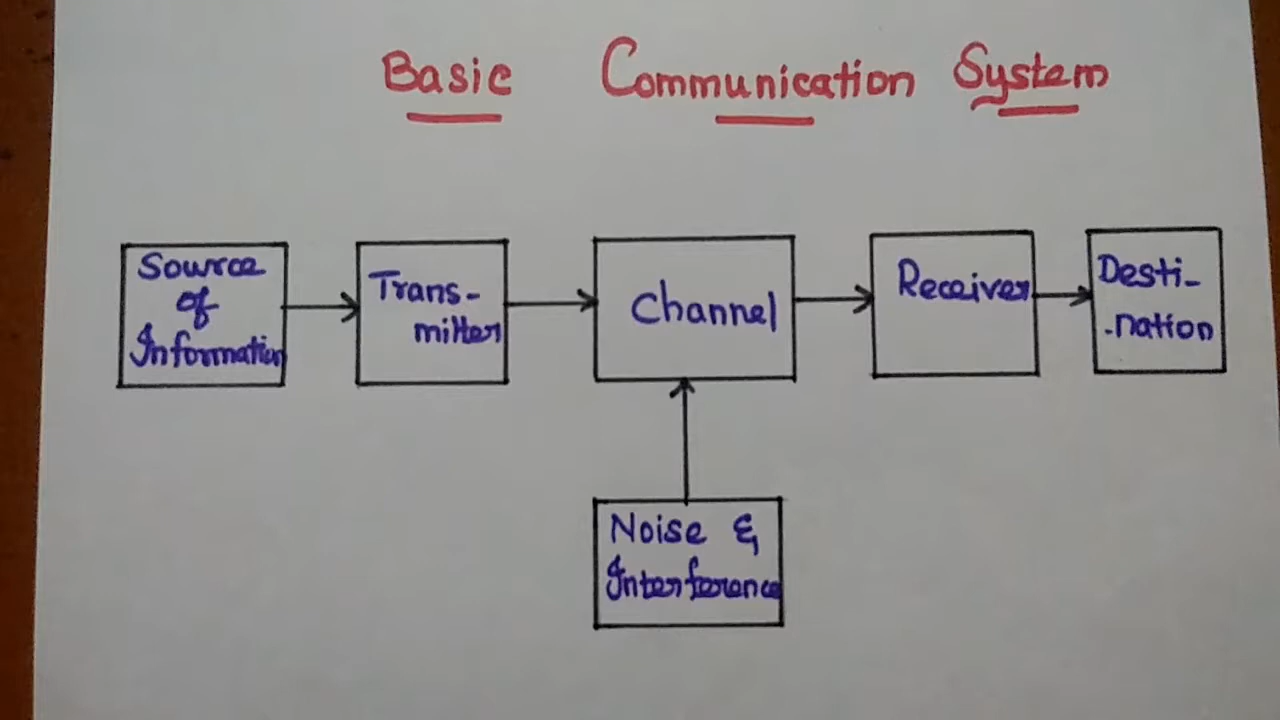 Basic Communication System
Source
of
Information
Trans-
mitter
Channel
Receiver
Desti-
-nation
Noise &
Interference